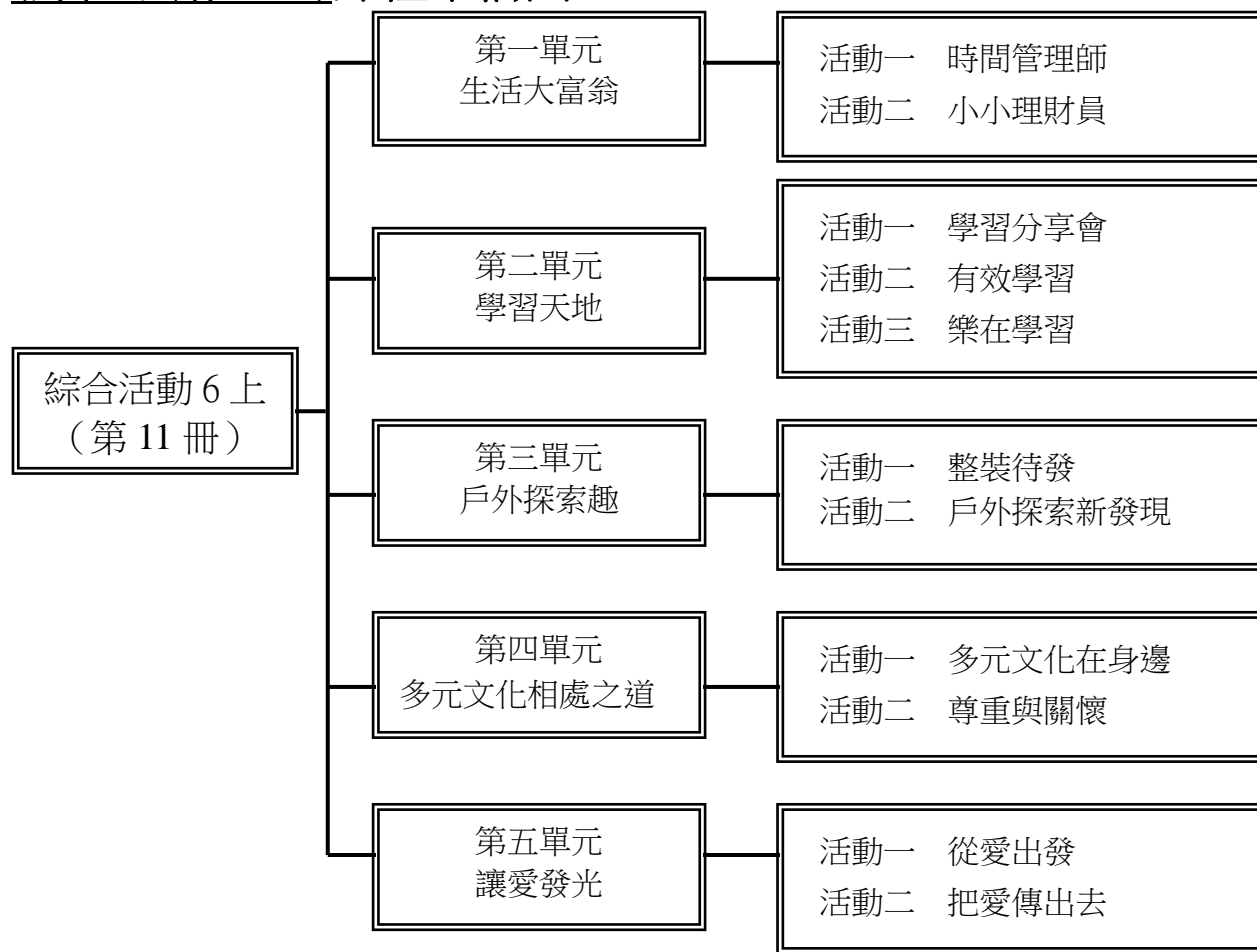 綜合活動 6 上
（第 11 冊）
第一單元
生活大富翁
活動一　時間管理師
活動二　小小理財員
第二單元
學習天地
活動一　學習分享會
活動二　有效學習
活動三　樂在學習
第三單元
戶外探索趣
活動一　整裝待發
活動二　戶外探索新發現
第四單元
多元文化相處之道
活動一　多元文化在身邊
活動二　尊重與關懷
第五單元
讓愛發光
活動一　從愛出發
活動二　把愛傳出去